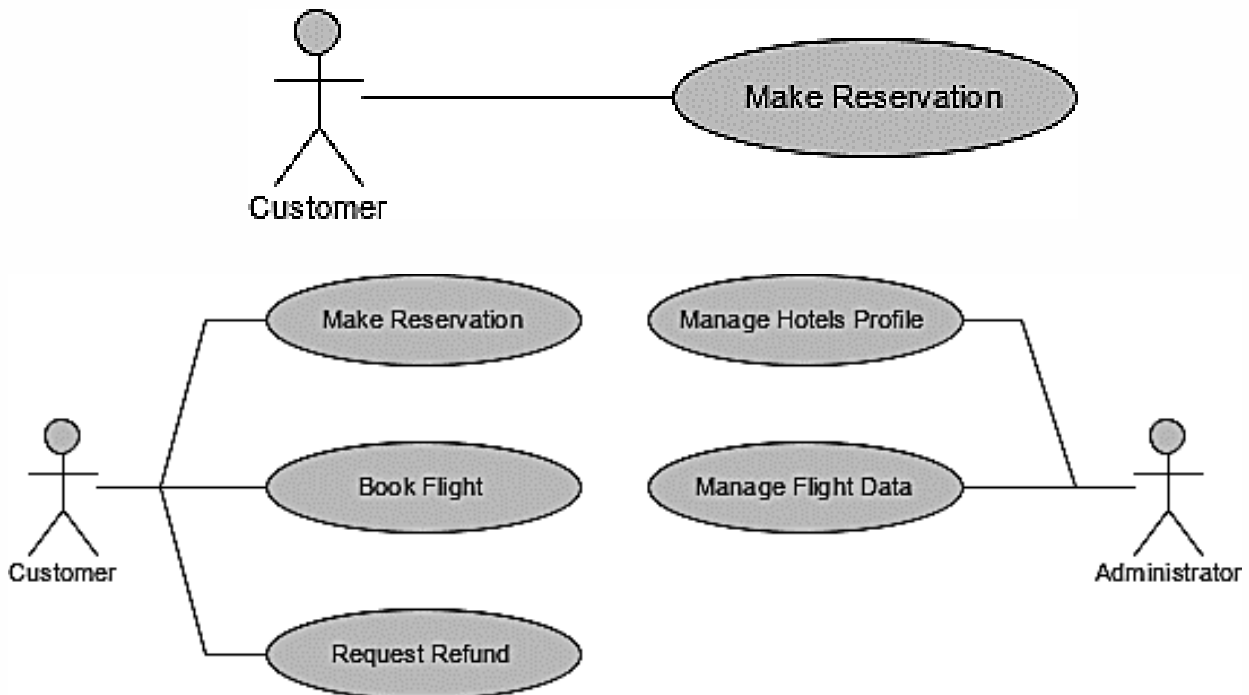 Make Reservation
Customer
Make Reservation
Manage Hotels Profile
Book Flight
Manage Flight Data
Customer
Administrator
Request Refund